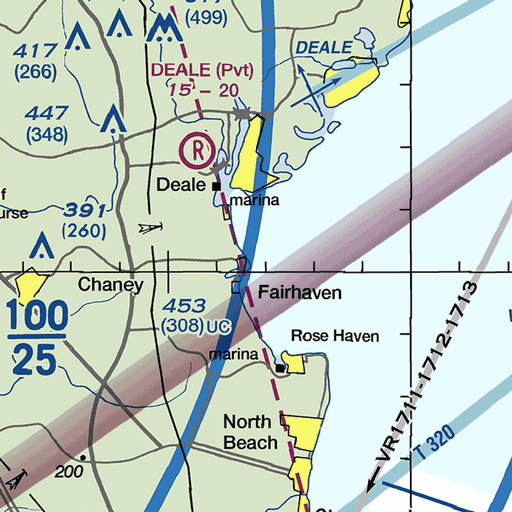 (499)
417
(266)
DEALE
DEALE (Pvt)
15 - 20
447
(348)
R
Deale
marina
391
(260)
Chaney
Fairhaven
100
25
453
(308) UC
Rose Haven
marina
VR1711-1712-1713
North
Beach
T 320
200